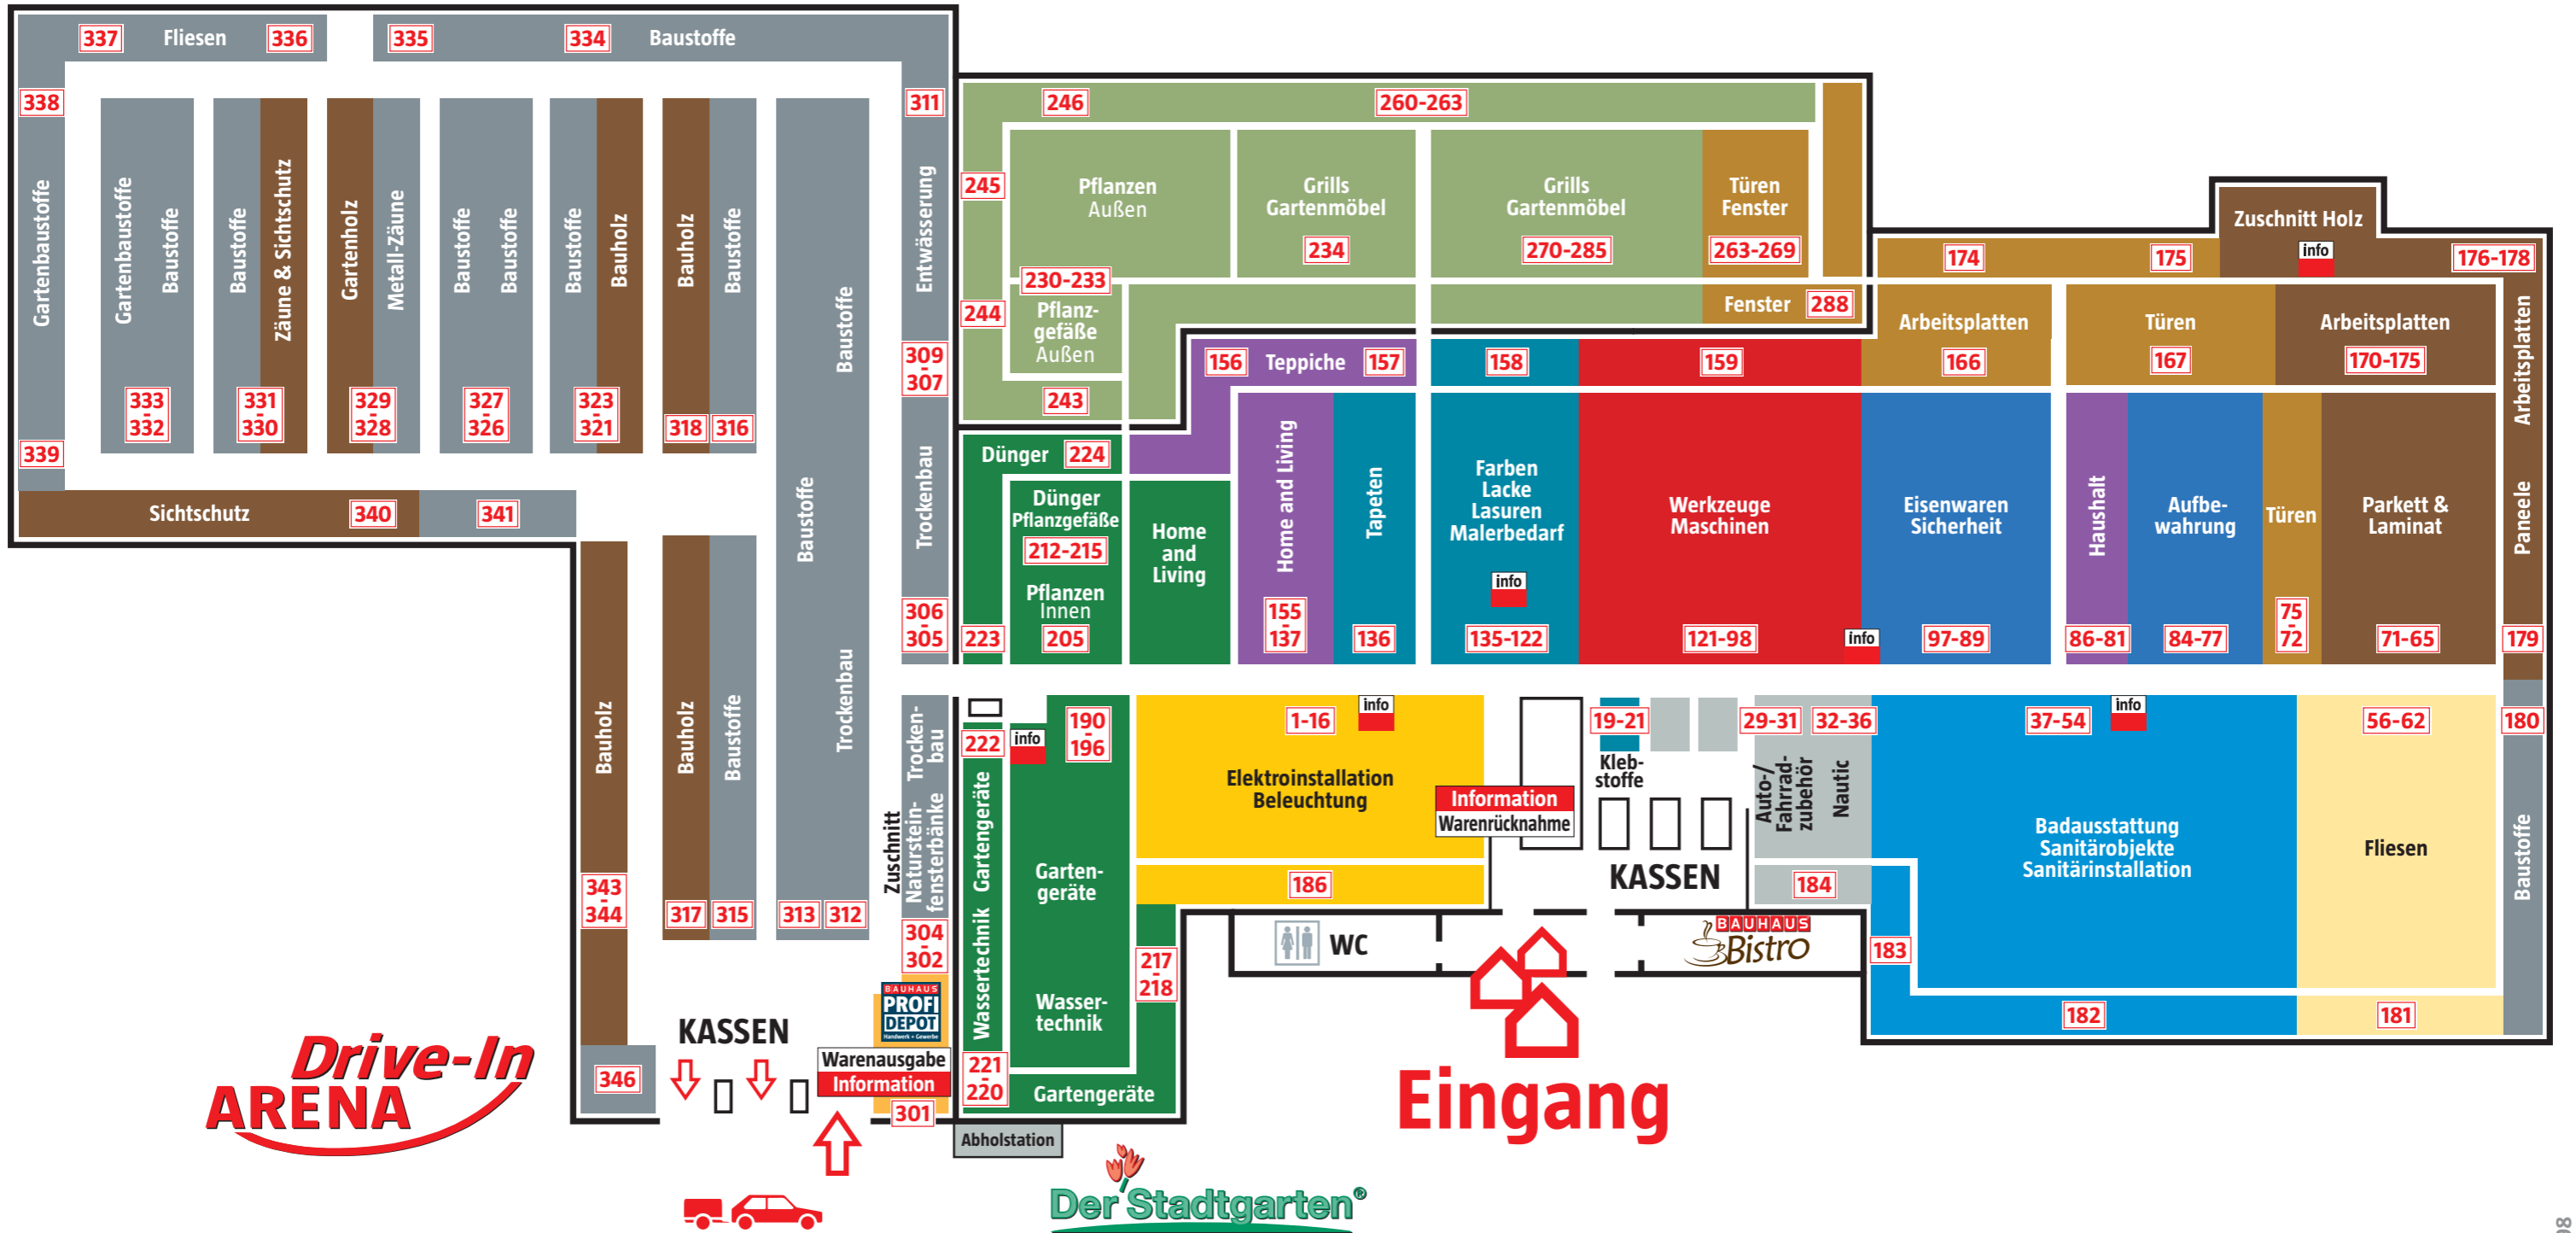 337
Fliesen
336
335
334
Baustoffe
338
Gartenbaustoffe
339
Gartenbaustoffe
Baustoffe
333
-
332
Baustoffe
Zäune & Sichtschutz
331
-
330
Gartenholz
Metall-Zäune
329
-
328
Baustoffe
Baustoffe
327
-
326
Baustoffe
Bauholz
323
-
321
Bauholz
Baustoffe
318
316
Baustoffe
Baustoffe
Trockenbau
313
312
311
Entwässerung
309
-
307
Trockenbau
306
-
305
Sichtschutz
340
341
Bauholz
343
-
344
346
Bauholz
Baustoffe
317
315
Trocken-
bau
Zuschnitt
Naturstein-
fensterbänke
304
-
302
BAUHAUS
PROFI
DEPOT
Handwerk + Gewerbe
KASSEN
Warenausgabe
Information
301
Drive-In
ARENA
246
260-263
245
Pflanzen
Außen
230-233
Grills
Gartenmöbel
234
Grills
Gartenmöbel
270-285
Türen
Fenster
263-269
244
Pflanz-
gefäße
Außen
243
Fenster
288
156
Teppiche
157
158
159
174
175
Zuschnitt Holz
info
176-178
Arbeitsplatten
166
Türen
167
Arbeitsplatten
170-175
Arbeitsplatten
Paneele
179
Dünger
224
Dünger
Pflanzgefäße
212-215
Pflanzen
Innen
205
223
Home
and
Living
Home and Living
155
-
137
Tapeten
136
Farben
Lacke
Lasuren
Malerbedarf
info
135-122
Werkzeuge
Maschinen
121-98
info
Eisenwaren
Sicherheit
97-89
Haushalt
86-81
Aufbe-
wahrung
84-77
Türen
75
-
72
Parkett &
Laminat
71-65
222
info
190
-
196
Gartengeräte
Wassertechnik
221
-
220
Garten-
geräte
Wasser-
technik
217
-
218
Gartengeräte
Abholstation
1-16
info
Elektroinstallation
Beleuchtung
186
Information
Warenrücknahme
19-21
Kleb-
stoffe
KASSEN
29-31
32-36
Auto-/
Fahrrad-
zubehör
Nautic
184
37-54
info
Badausstattung
Sanitärobjekte
Sanitärinstallation
56-62
Fliesen
180
Baustoffe
183
182
181
WC
BAUHAUS
Bistro
Eingang
Der Stadtgarten®